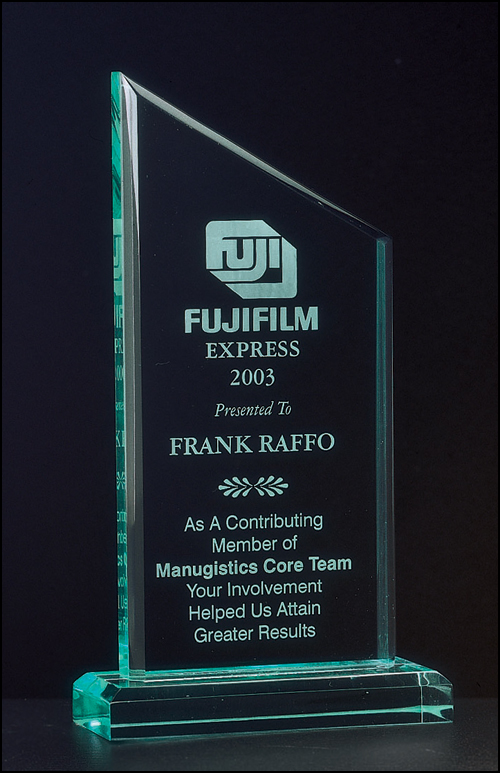 FUJI
FUJIFILM
EXPRESS
2003
Presented To
FRANK RAFFO
As A Contributing
Member of
Manugistics Core Team
Your Involvement
Helped Us Attain
Greater Results